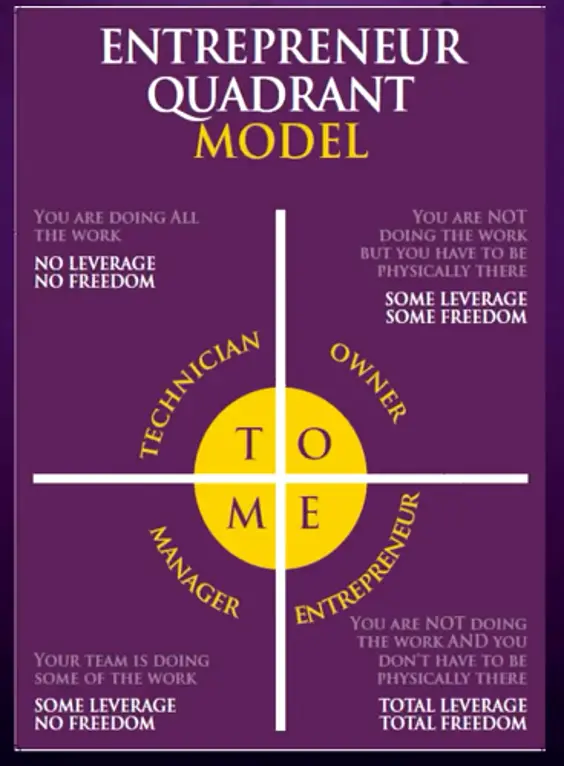 ENTREPRENEUR
QUADRANT
MODEL
YOU ARE DOING ALL
THE WORK
NO LEVERAGE
NO FREEDOM
YOU ARE NOT
DOING THE WORK
BUT YOU HAVE TO BE
PHYSICALLY THERE
SOME LEVERAGE
SOME FREEDOM
TECHNICIAN
OWNER
T O
M E
MANAGER
ENTREPRENEUR
YOUR TEAM IS DOING
SOME OF THE WORK
SOME LEVERAGE
NO FREEDOM
YOU ARE NOT DOING
THE WORK AND YOU
DON'T HAVE TO BE
PHYSICALLY THERE
TOTAL LEVERAGE
TOTAL FREEDOM